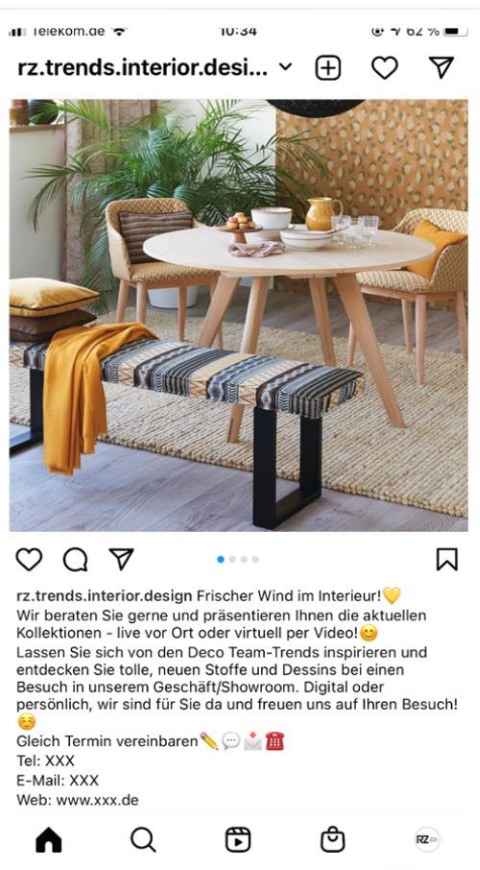 Telekom.de
10:34
62 %
rz.trends.interior.desi...
rz.trends.interior.design Frischer Wind im Interieur!💛
Wir beraten Sie gerne und präsentieren Ihnen die aktuellen
Kollektionen - live vor Ort oder virtuell per Video!😊
Lassen Sie sich von den Deco Team-Trends inspirieren und
entdecken Sie tolle, neuen Stoffe und Dessins bei einen
Besuch in unserem Geschäft/Showroom. Digital oder
persönlich, wir sind für Sie da und freuen uns auf Ihren Besuch!
☺️
Gleich Termin vereinbaren✏️💬📩☎️
Tel: XXX
E-Mail: XXX
Web: www.xxx.de
RZ